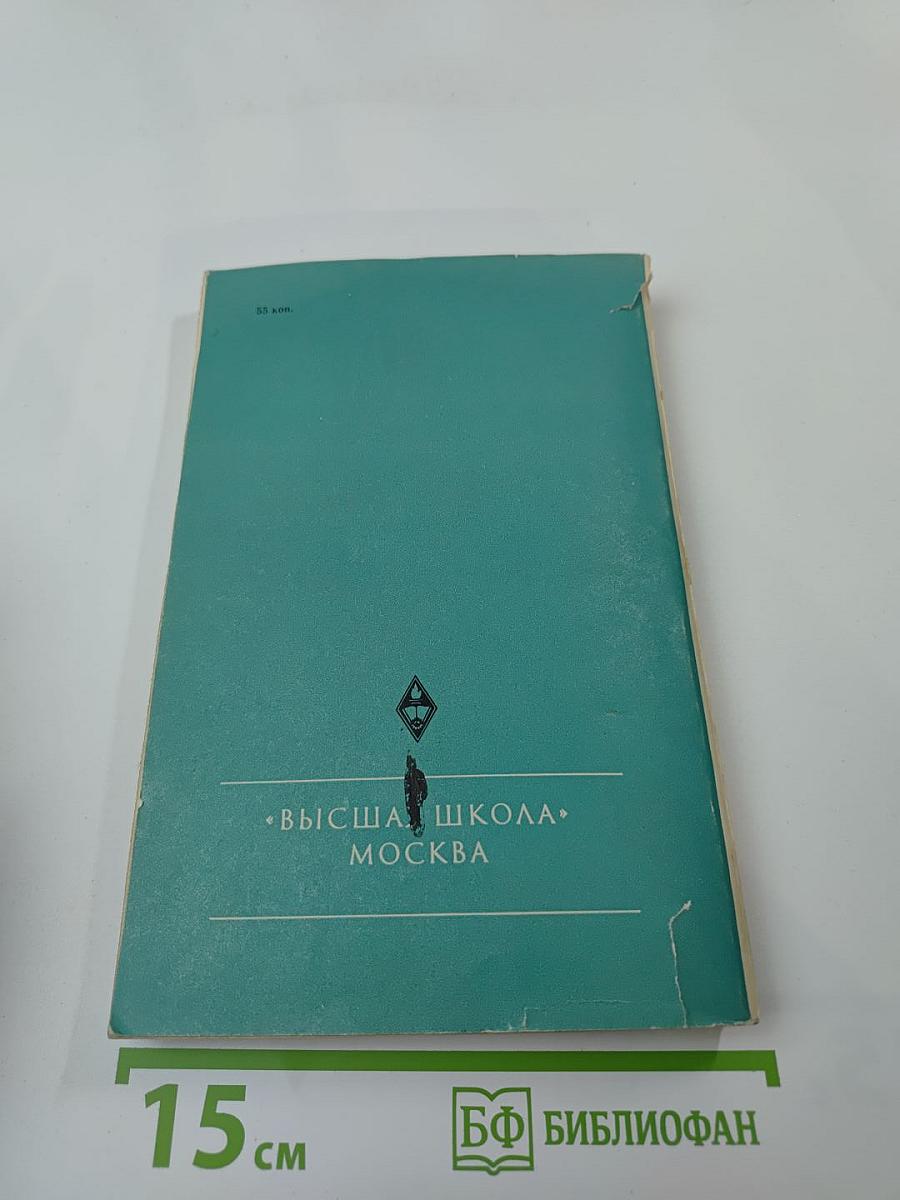 55 коп.
«ВЫСША ШКОЛА»
МОСКВА
15 см
БФ БИБЛИОФАН